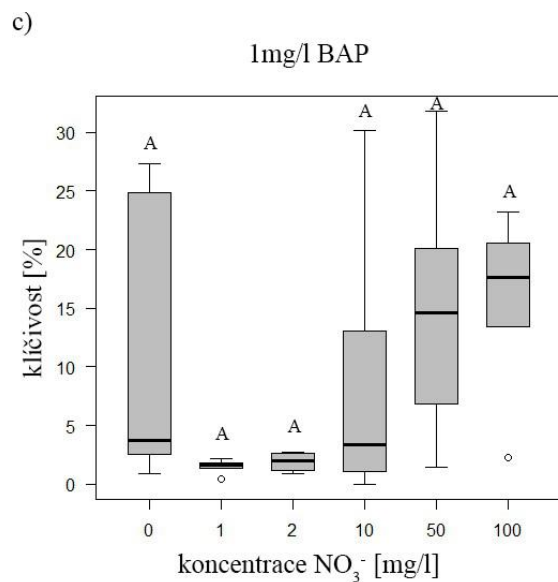 c)
1mg/l BAP
klíčivost [%]
30
25
20
15
10
5
0
A
A
A
A
A
A
0 1 2 10 50 100
koncentrace NO₃⁻ [mg/l]